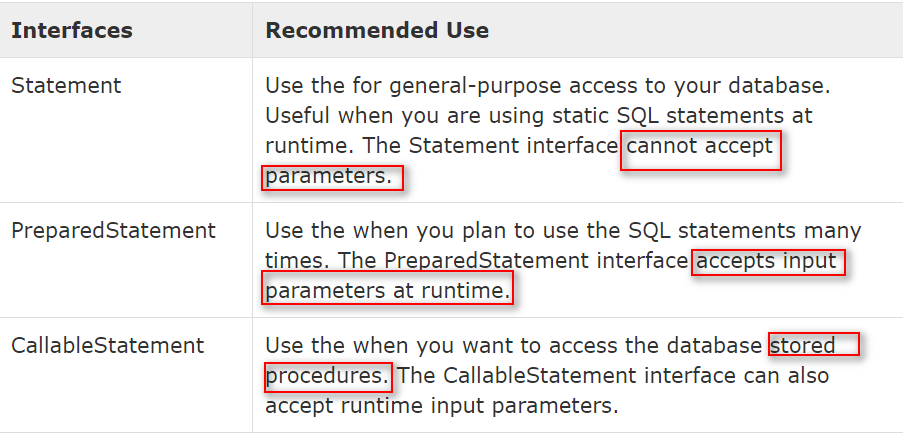 Interfaces Recommended Use
Statement Use the for general-purpose access to your database.
Useful when you are using static SQL statements at
runtime. The Statement interface cannot accept
parameters.
PreparedStatement Use the when you plan to use the SQL statements many
times. The PreparedStatement interface accepts input
parameters at runtime.
CallableStatement Use the when you want to access the database stored
procedures. The CallableStatement interface can also
accept runtime input parameters.